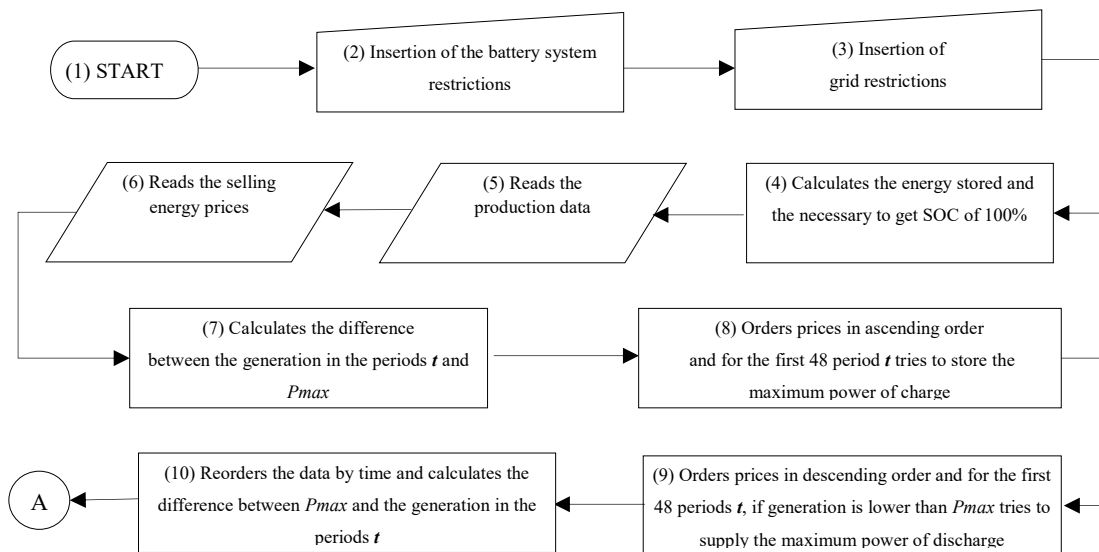 (1) START
(2) Insertion of the battery system
restrictions
(3) Insertion of
grid restrictions
(4) Calculates the energy stored and
the necessary to get SOC of 100%
(5) Reads the
production data
(6) Reads the selling
energy prices
(7) Calculates the difference
between the generation in the periods t and
Pmax
(8) Orders prices in ascending order
and for the first 48 period t tries to store the
maximum power of charge
(9) Orders prices in descending order and for the first
48 periods t, if generation is lower than Pmax tries to
supply the maximum power of discharge
(10) Reorders the data by time and calculates the
difference between Pmax and the generation in the
periods t
A